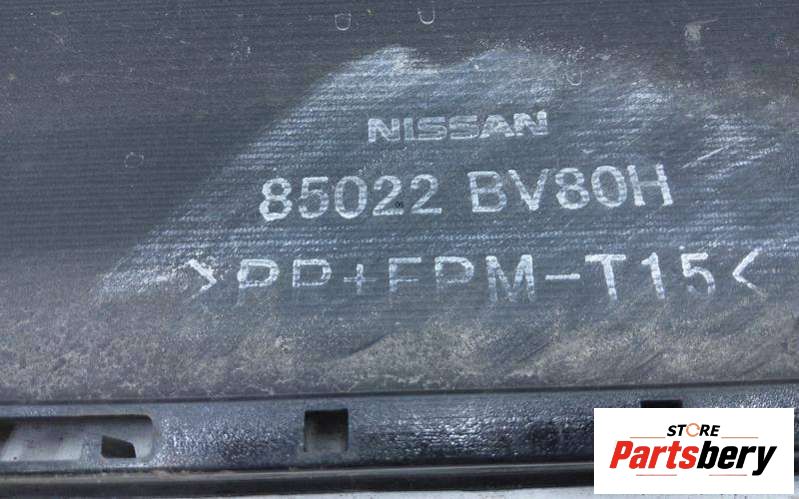 NISSAN
85022 BV80H
>PP+EPM-T15<
STORE
Partsbery